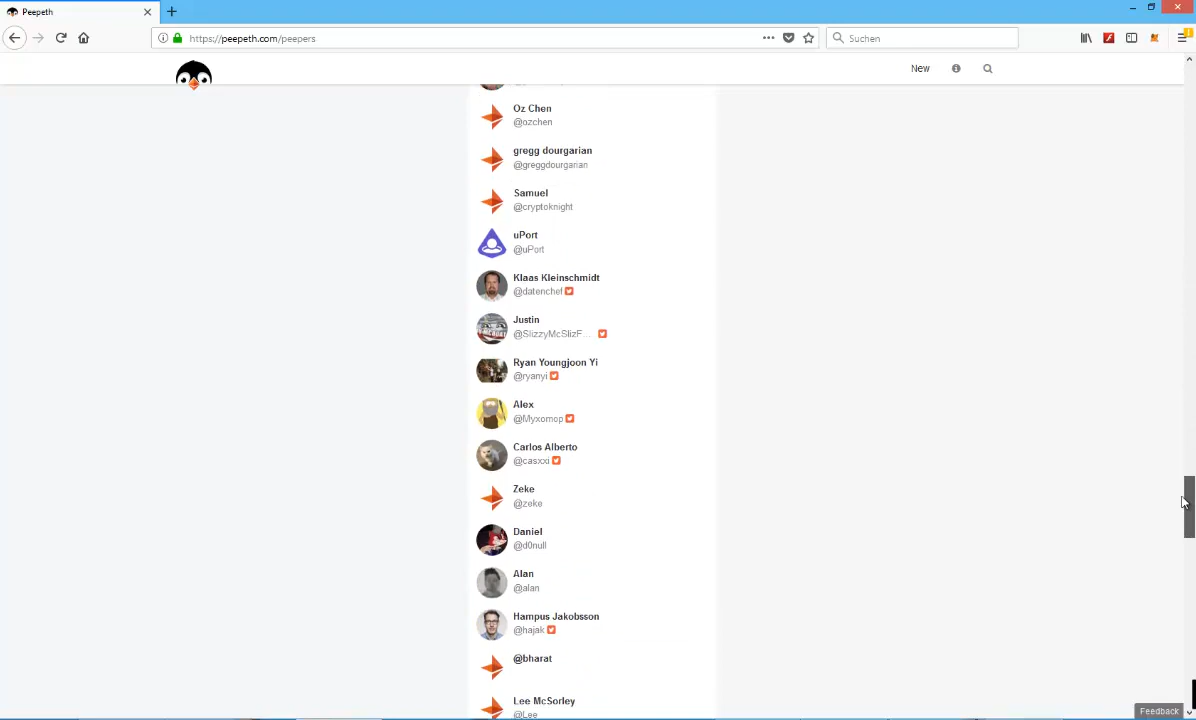 Peepeth
https://peepeth.com/peepers
Suchen
New
Oz Chen
@ozchen
gregg dourgarian
@greggdourgarian
Samuel
@cryptoknight
uPort
@uPort
Klaas Kleinschmidt
@datenchef
Justin
@SlizzyMcSlizF...
Ryan Youngjoon Yi
@ryanyi
Alex
@Myxomop
Carlos Alberto
@casxxi
Zeke
@zeke
Daniel
@d0null
Alan
@alan
Hampus Jakobsson
@hajak
@bharat
Lee McSorley
@Lee
Feedback